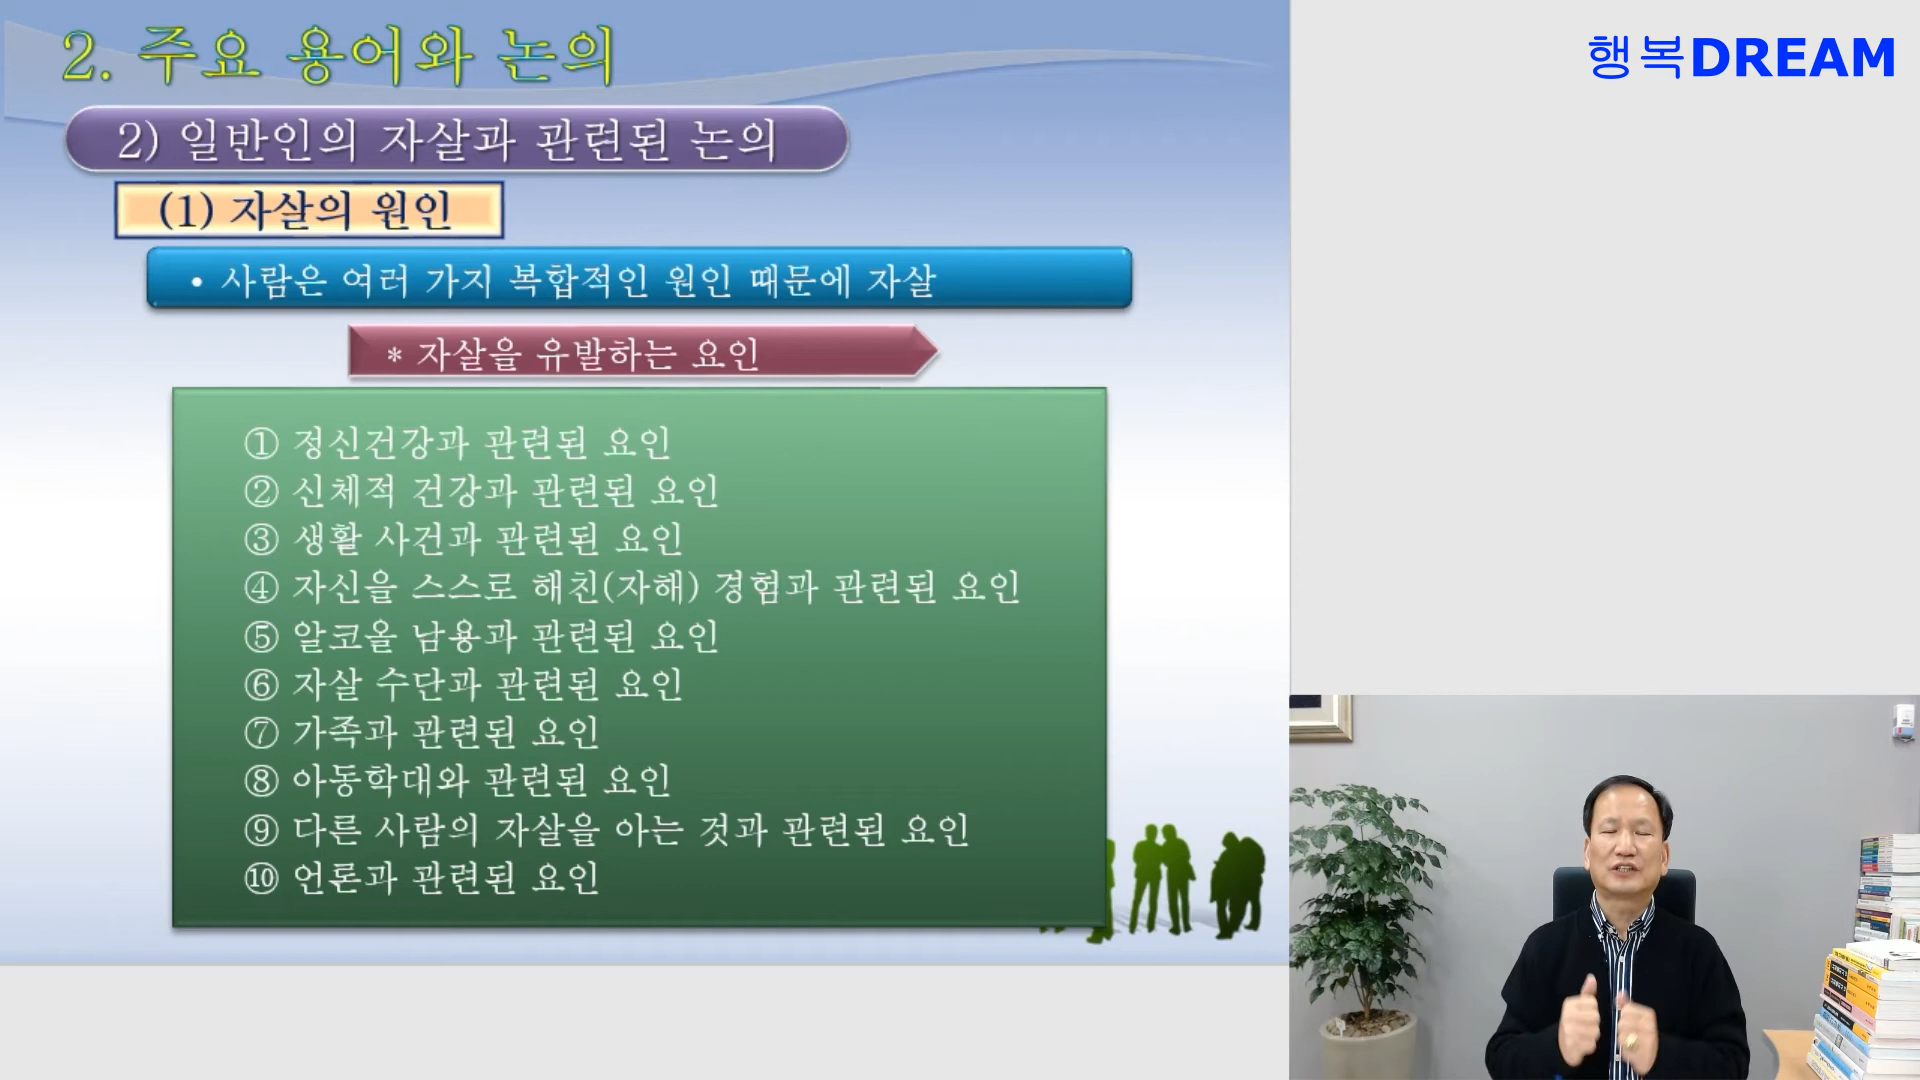 2. 주요 용어와 논의
행복DREAM
2) 일반인의 자살과 관련된 논의
(1) 자살의 원인
• 사람은 여러 가지 복합적인 원인 때문에 자살
* 자살을 유발하는 요인
① 정신건강과 관련된 요인
② 신체적 건강과 관련된 요인
③ 생활 사건과 관련된 요인
④ 자신을 스스로 해친(자해) 경험과 관련된 요인
⑤ 알코올 남용과 관련된 요인
⑥ 자살 수단과 관련된 요인
⑦ 가족과 관련된 요인
⑧ 아동학대와 관련된 요인
⑨ 다른 사람의 자살을 아는 것과 관련된 요인
⑩ 언론과 관련된 요인